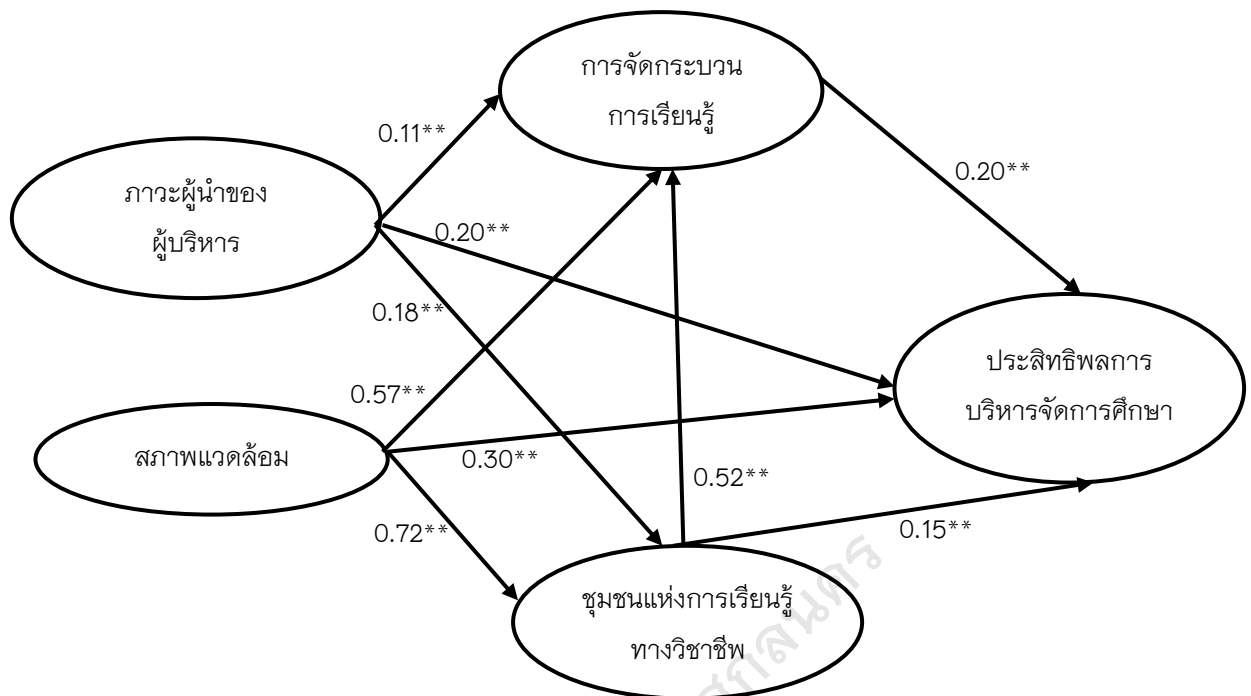 การจัดกระบวน
การเรียนรู้
0.11**
0.20**
ภาวะผู้นำของ
ผู้บริหาร
0.20**
0.18**
ประสิทธิพลการ
บริหารจัดการศึกษา
0.57**
สภาพแวดล้อม
0.30**
0.52**
0.72**
0.15**
ชุมชนแห่งการเรียนรู้
ทางวิชาชีพ